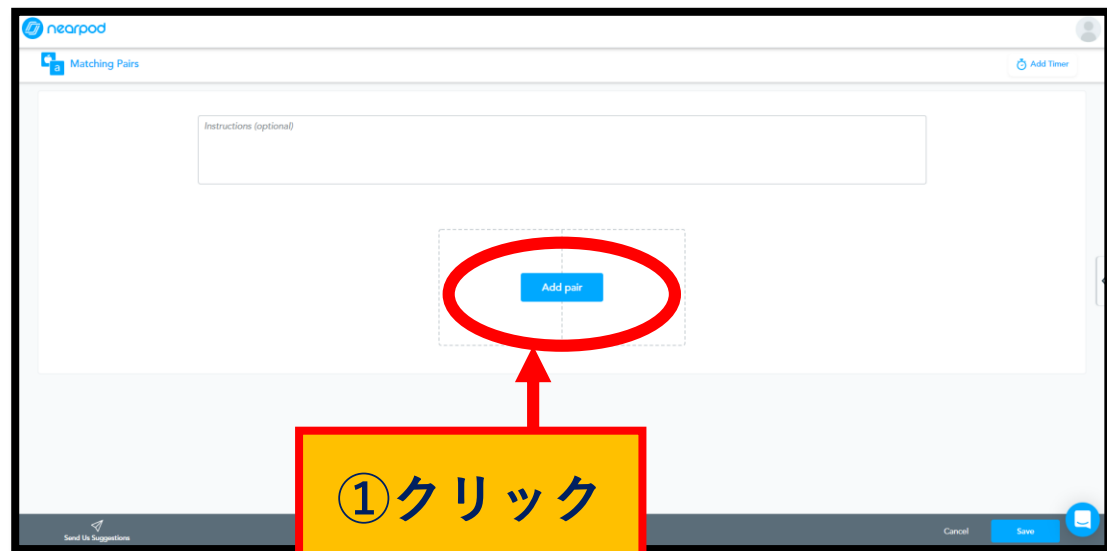 nearpod
Matching Pairs
Add Timer
Instructions (optional)
Add pair
①クリック
Send Us Suggestions
Cancel
Save